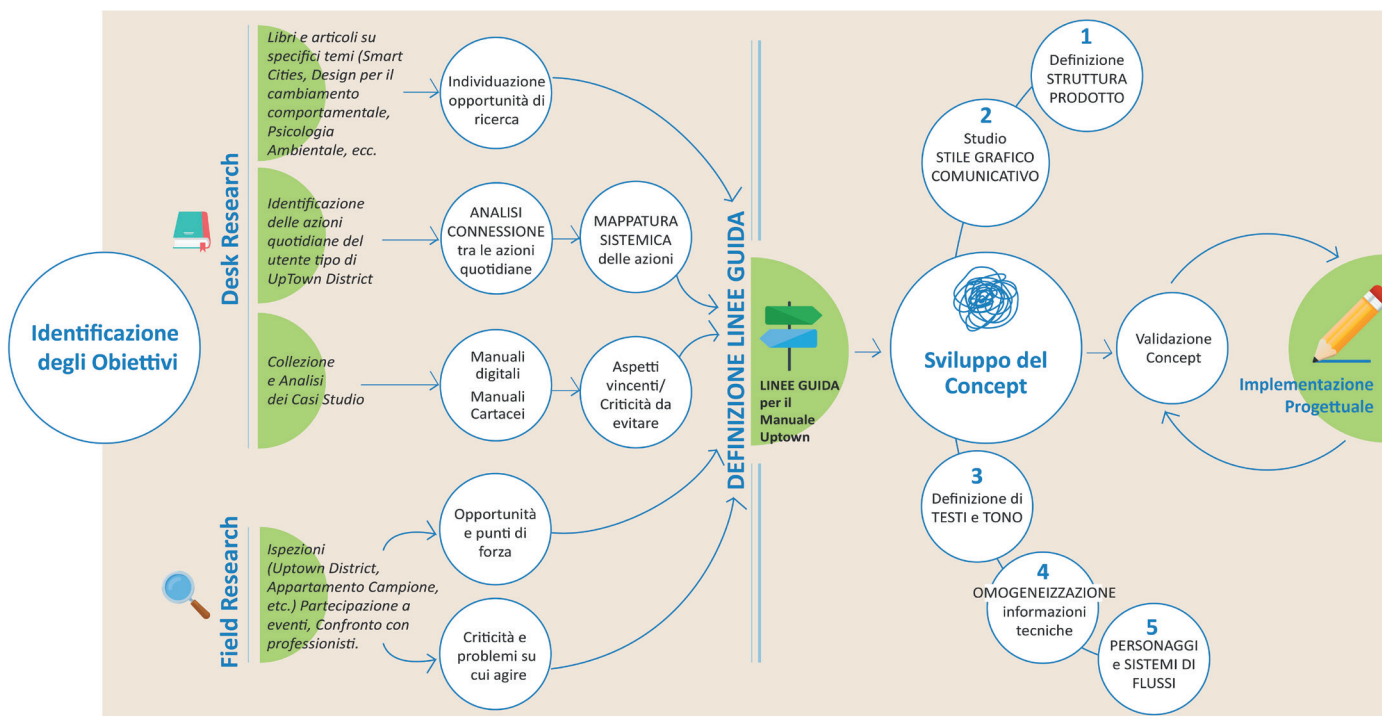 Identificazione
degli Obiettivi
Desk Research
Libri e articoli su
specifici temi (Smart
Cities, Design per il
cambiamento
comportamentale,
Psicologia
Ambientale, ecc.
Individuazione
opportunità di
ricerca
Identificazione
delle azioni
quotidiane del
utente tipo di
UpTown District
ANALISI
CONNESSIONE
tra le azioni
quotidiane
MAPPATURA
SISTEMICA
delle azioni
Collezione
e Analisi
dei Casi Studio
Manuali
digitali
Manuali
Cartacei
Aspetti
vincenti/
Criticità da
evitare
Field Research
Ispezioni
(Uptown District,
Appartamento Campione,
etc.) Partecipazione a
eventi, Confronto con
professionisti.
Opportunità
e punti di
forza
Criticità e
problemi su
cui agire
DEFINIZIONE LINEE GUIDA
LINEE GUIDA
per il
Manuale
Uptown
Sviluppo del
Concept
1
Definizione
STRUTTURA
PRODOTTO
2
Studio
STILE GRAFICO
COMUNICATIVO
3
Definizione di
TESTI e TONO
4
OMOGENEIZZAZIONE
informazioni
tecniche
5
PERSONAGGI
e SISTEMI DI
FLUSSI
Validazione
Concept
Implementazione
Progettuale